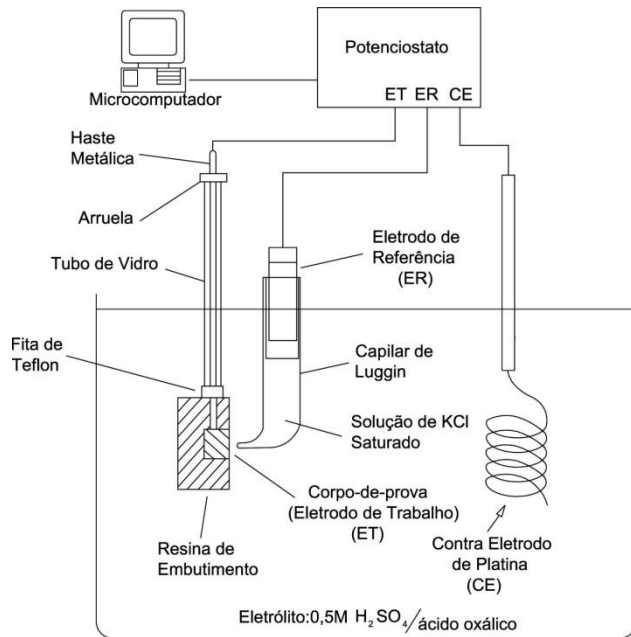 Potenciostato
ET ER CE
Microcomputador
Haste
Metálica
Arruela
Tubo de Vidro
Eletrodo de
Referência
(ER)
Fita de
Teflon
Capilar de
Luggin
Solução de KCl
Saturado
Corpo-de-prova
(Eletrodo de Trabalho)
(ET)
Resina de
Embutimento
Contra Eletrodo
de Platina
(CE)
Eletrólito:0,5M H₂SO₄/ácido oxálico